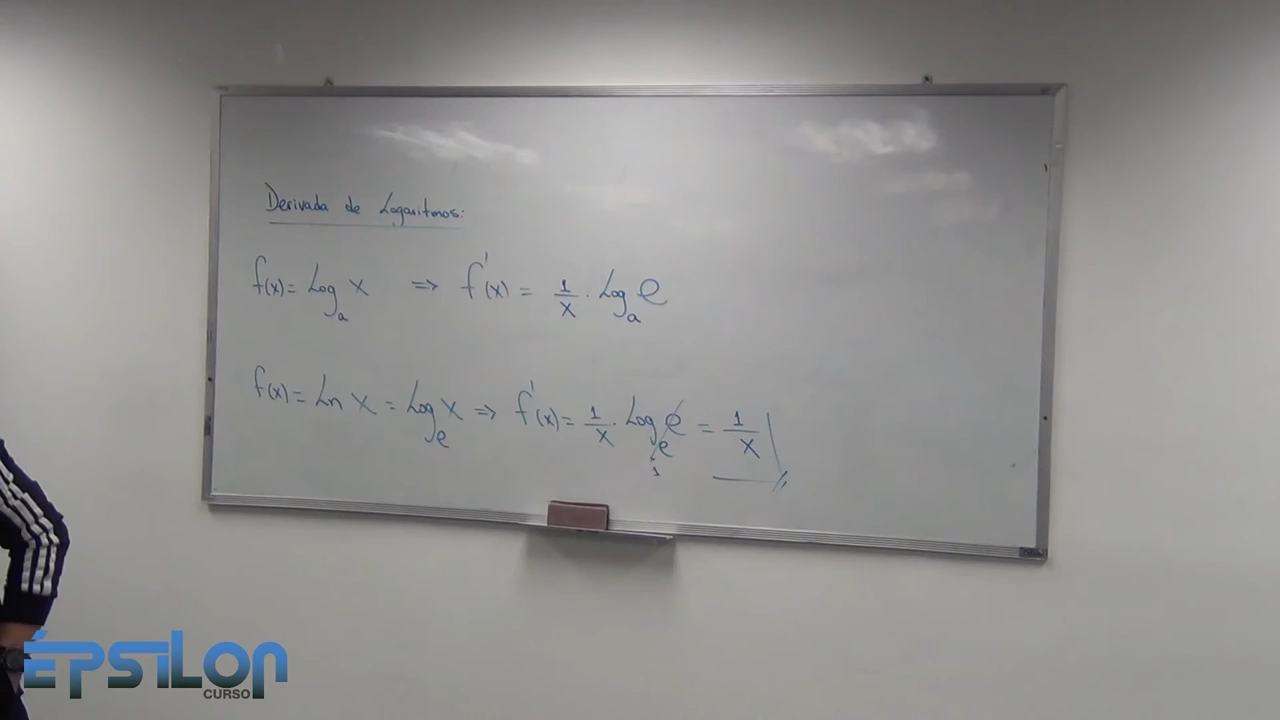 Derivada de Logaritmos:
f(x) = Log_a x ⇒ f'(x) = 1/x · Log_a e
f(x) = Ln x = Log_e x ⇒ f'(x) = 1/x · Log_e e = 1/x
1
ÉPSILON
CURSO